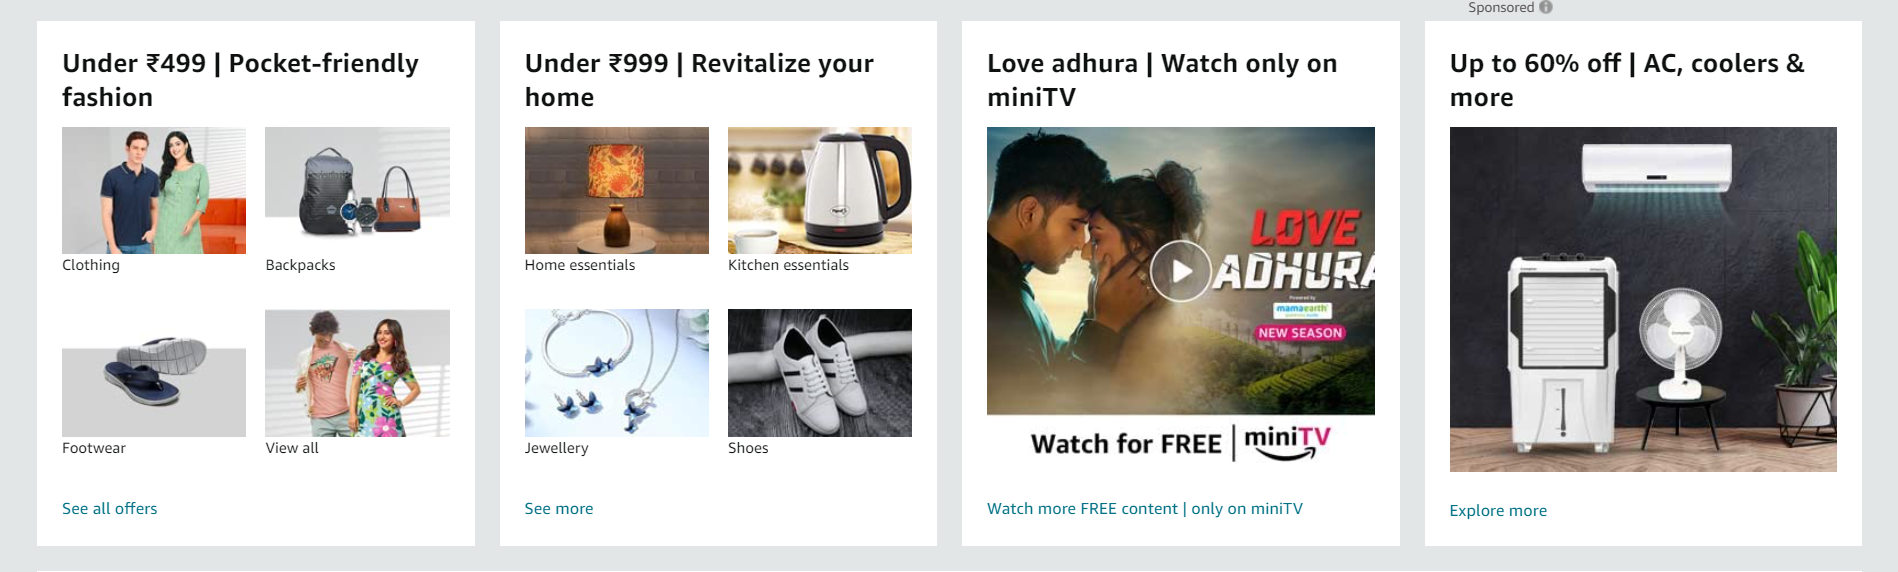 Sponsored
Under ₹499 | Pocket-friendly
fashion
Clothing
Backpacks
Footwear
View all
See all offers
Under ₹999 | Revitalize your
home
Home essentials
Kitchen essentials
Jewellery
Shoes
See more
Love adhura | Watch only on
miniTV
LOVE
ADHURA
Powered by
mamaearth
NEW SEASON
Watch for FREE | miniTV
Watch more FREE content | only on miniTV
Up to 60% off | AC, coolers &
more
Explore more